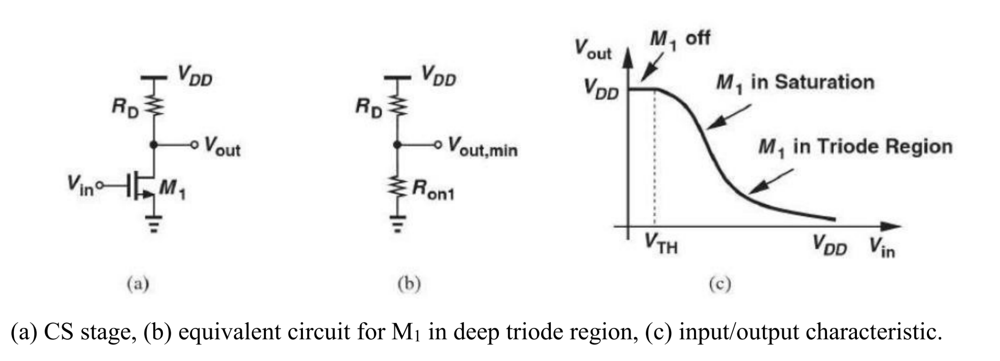 V_DD
R_D
V_out
V_in
M_1
(a)
V_DD
R_D
V_out,min
R_on1
(b)
V_out
M_1 off
V_DD
M_1 in Saturation
M_1 in Triode Region
V_TH
V_DD
V_in
(c)
(a) CS stage, (b) equivalent circuit for M_1 in deep triode region, (c) input/output characteristic.